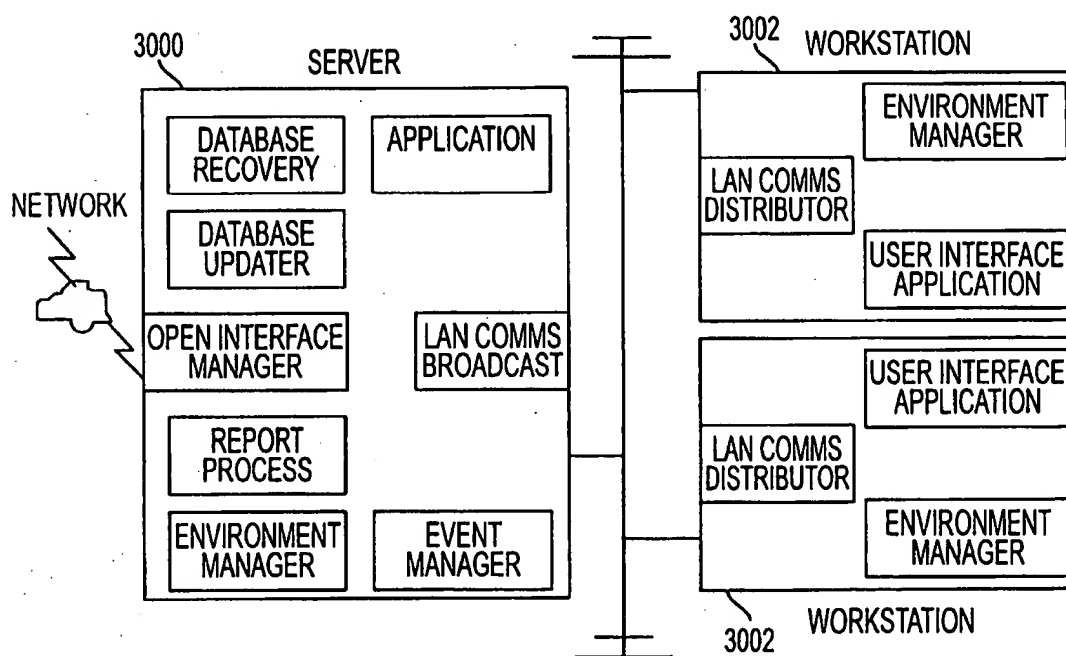 3000
SERVER
DATABASE
RECOVERY
APPLICATION
NETWORK
DATABASE
UPDATER
OPEN INTERFACE
MANAGER
LAN COMMS
BROADCAST
REPORT
PROCESS
ENVIRONMENT
MANAGER
EVENT
MANAGER
3002
WORKSTATION
ENVIRONMENT
MANAGER
LAN COMMS
DISTRIBUTOR
USER INTERFACE
APPLICATION
USER INTERFACE
APPLICATION
LAN COMMS
DISTRIBUTOR
ENVIRONMENT
MANAGER
3002
WORKSTATION